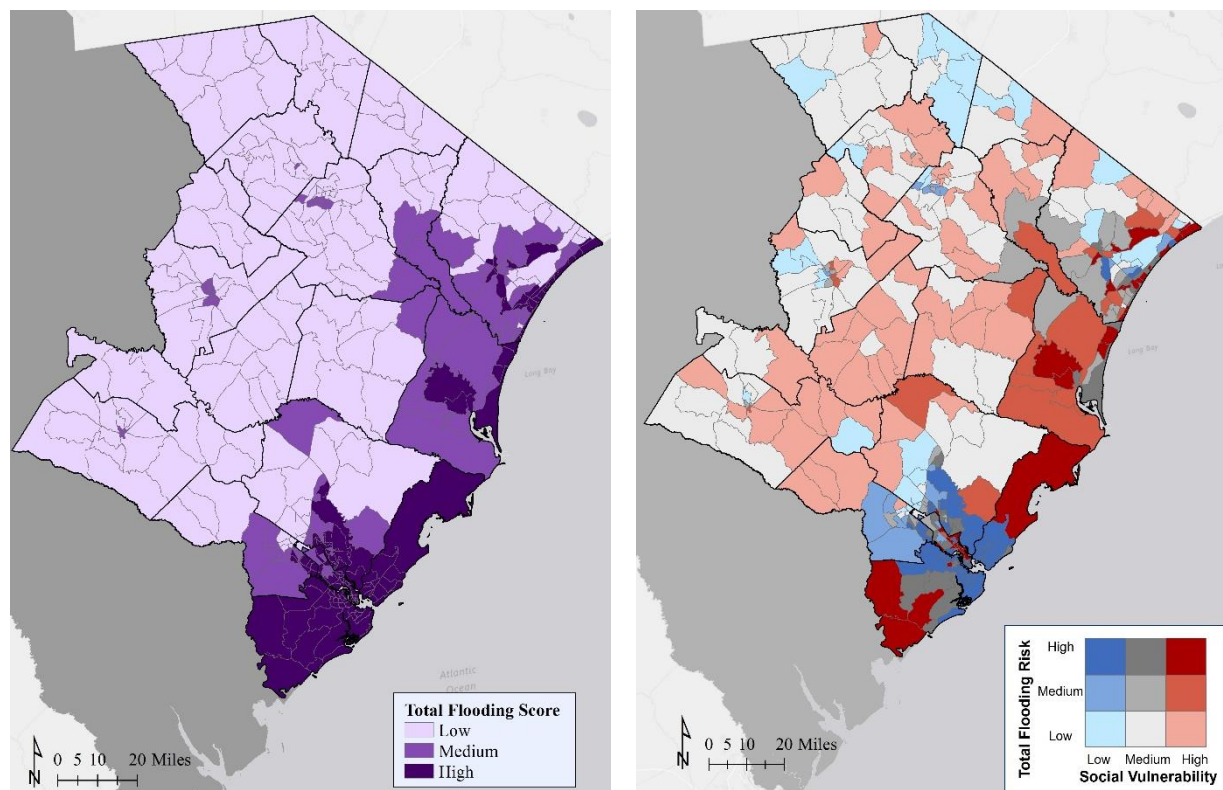 Long Bay
Atlantic
Ocean
Total Flooding Score
Low
Medium
High
N
0 5 10 20 Miles
Long Bay
N
0 5 10 20 Miles
Total Flooding Risk
High
Medium
Low
Low Medium High
Social Vulnerability